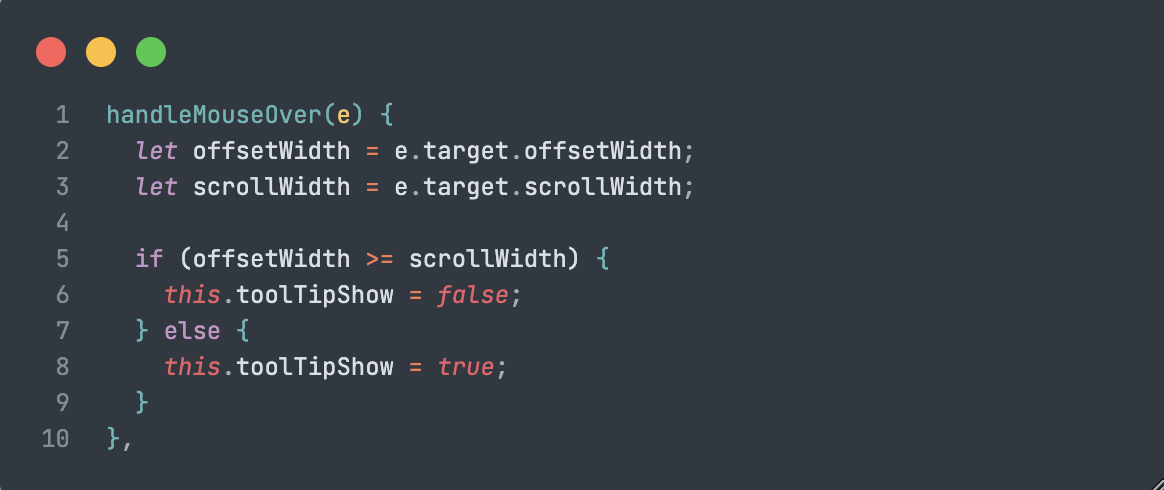 1 handleMouseOver(e) {
2   let offsetWidth = e.target.offsetWidth;
3   let scrollWidth = e.target.scrollWidth;
4
5   if (offsetWidth >= scrollWidth) {
6     this.toolTipShow = false;
7   } else {
8     this.toolTipShow = true;
9   }
10 },